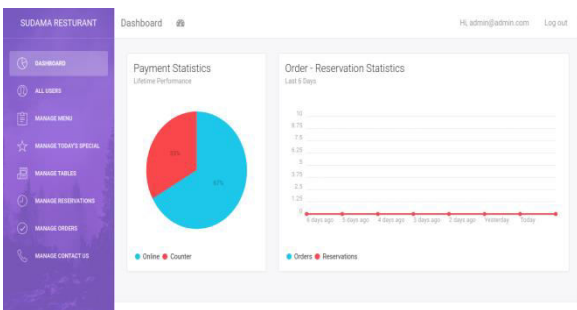 SUDAMA RESTURANT
Dashboard
Hi, admin@admin.com
Log out
DASHBOARD
ALL USERS
MANAGE MENU
MANAGE TODAY'S SPECIAL
MANAGE TABLES
MANAGE RESERVATIONS
MANAGE ORDERS
MANAGE CONTACT US
Payment Statistics
Lifetime Performance
33%
67%
Online Counter
Order - Reservation Statistics
Last 6 Days
10
8.75
7.5
6.25
5
3.75
2.5
1.25
0
6 days ago 5 days ago 4 days ago 3 days ago 2 days ago Yesterday Today
Orders Reservations